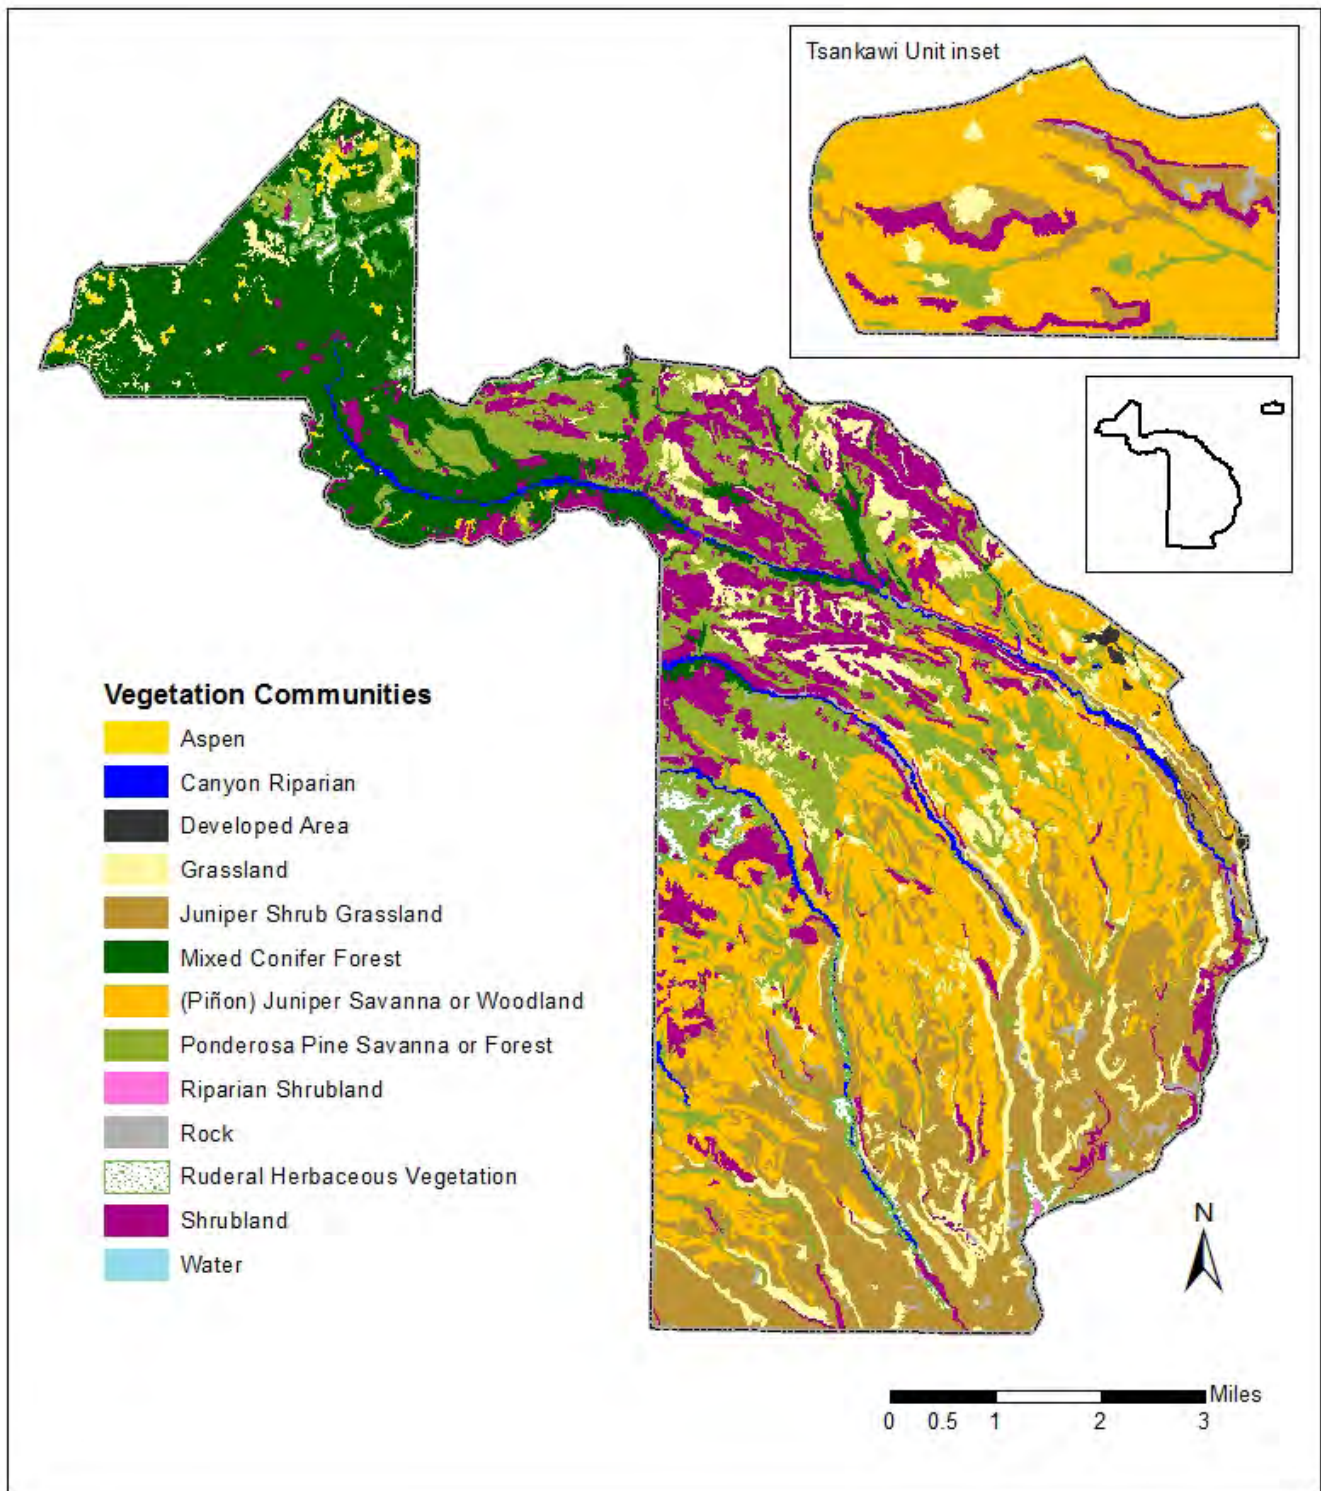 Tsankawi Unit inset
Vegetation Communities
Aspen
Canyon Riparian
Developed Area
Grassland
Juniper Shrub Grassland
Mixed Conifer Forest
(Piñon) Juniper Savanna or Woodland
Ponderosa Pine Savanna or Forest
Riparian Shrubland
Rock
Ruderal Herbaceous Vegetation
Shrubland
Water
N
Miles
0 0.5 1 2 3